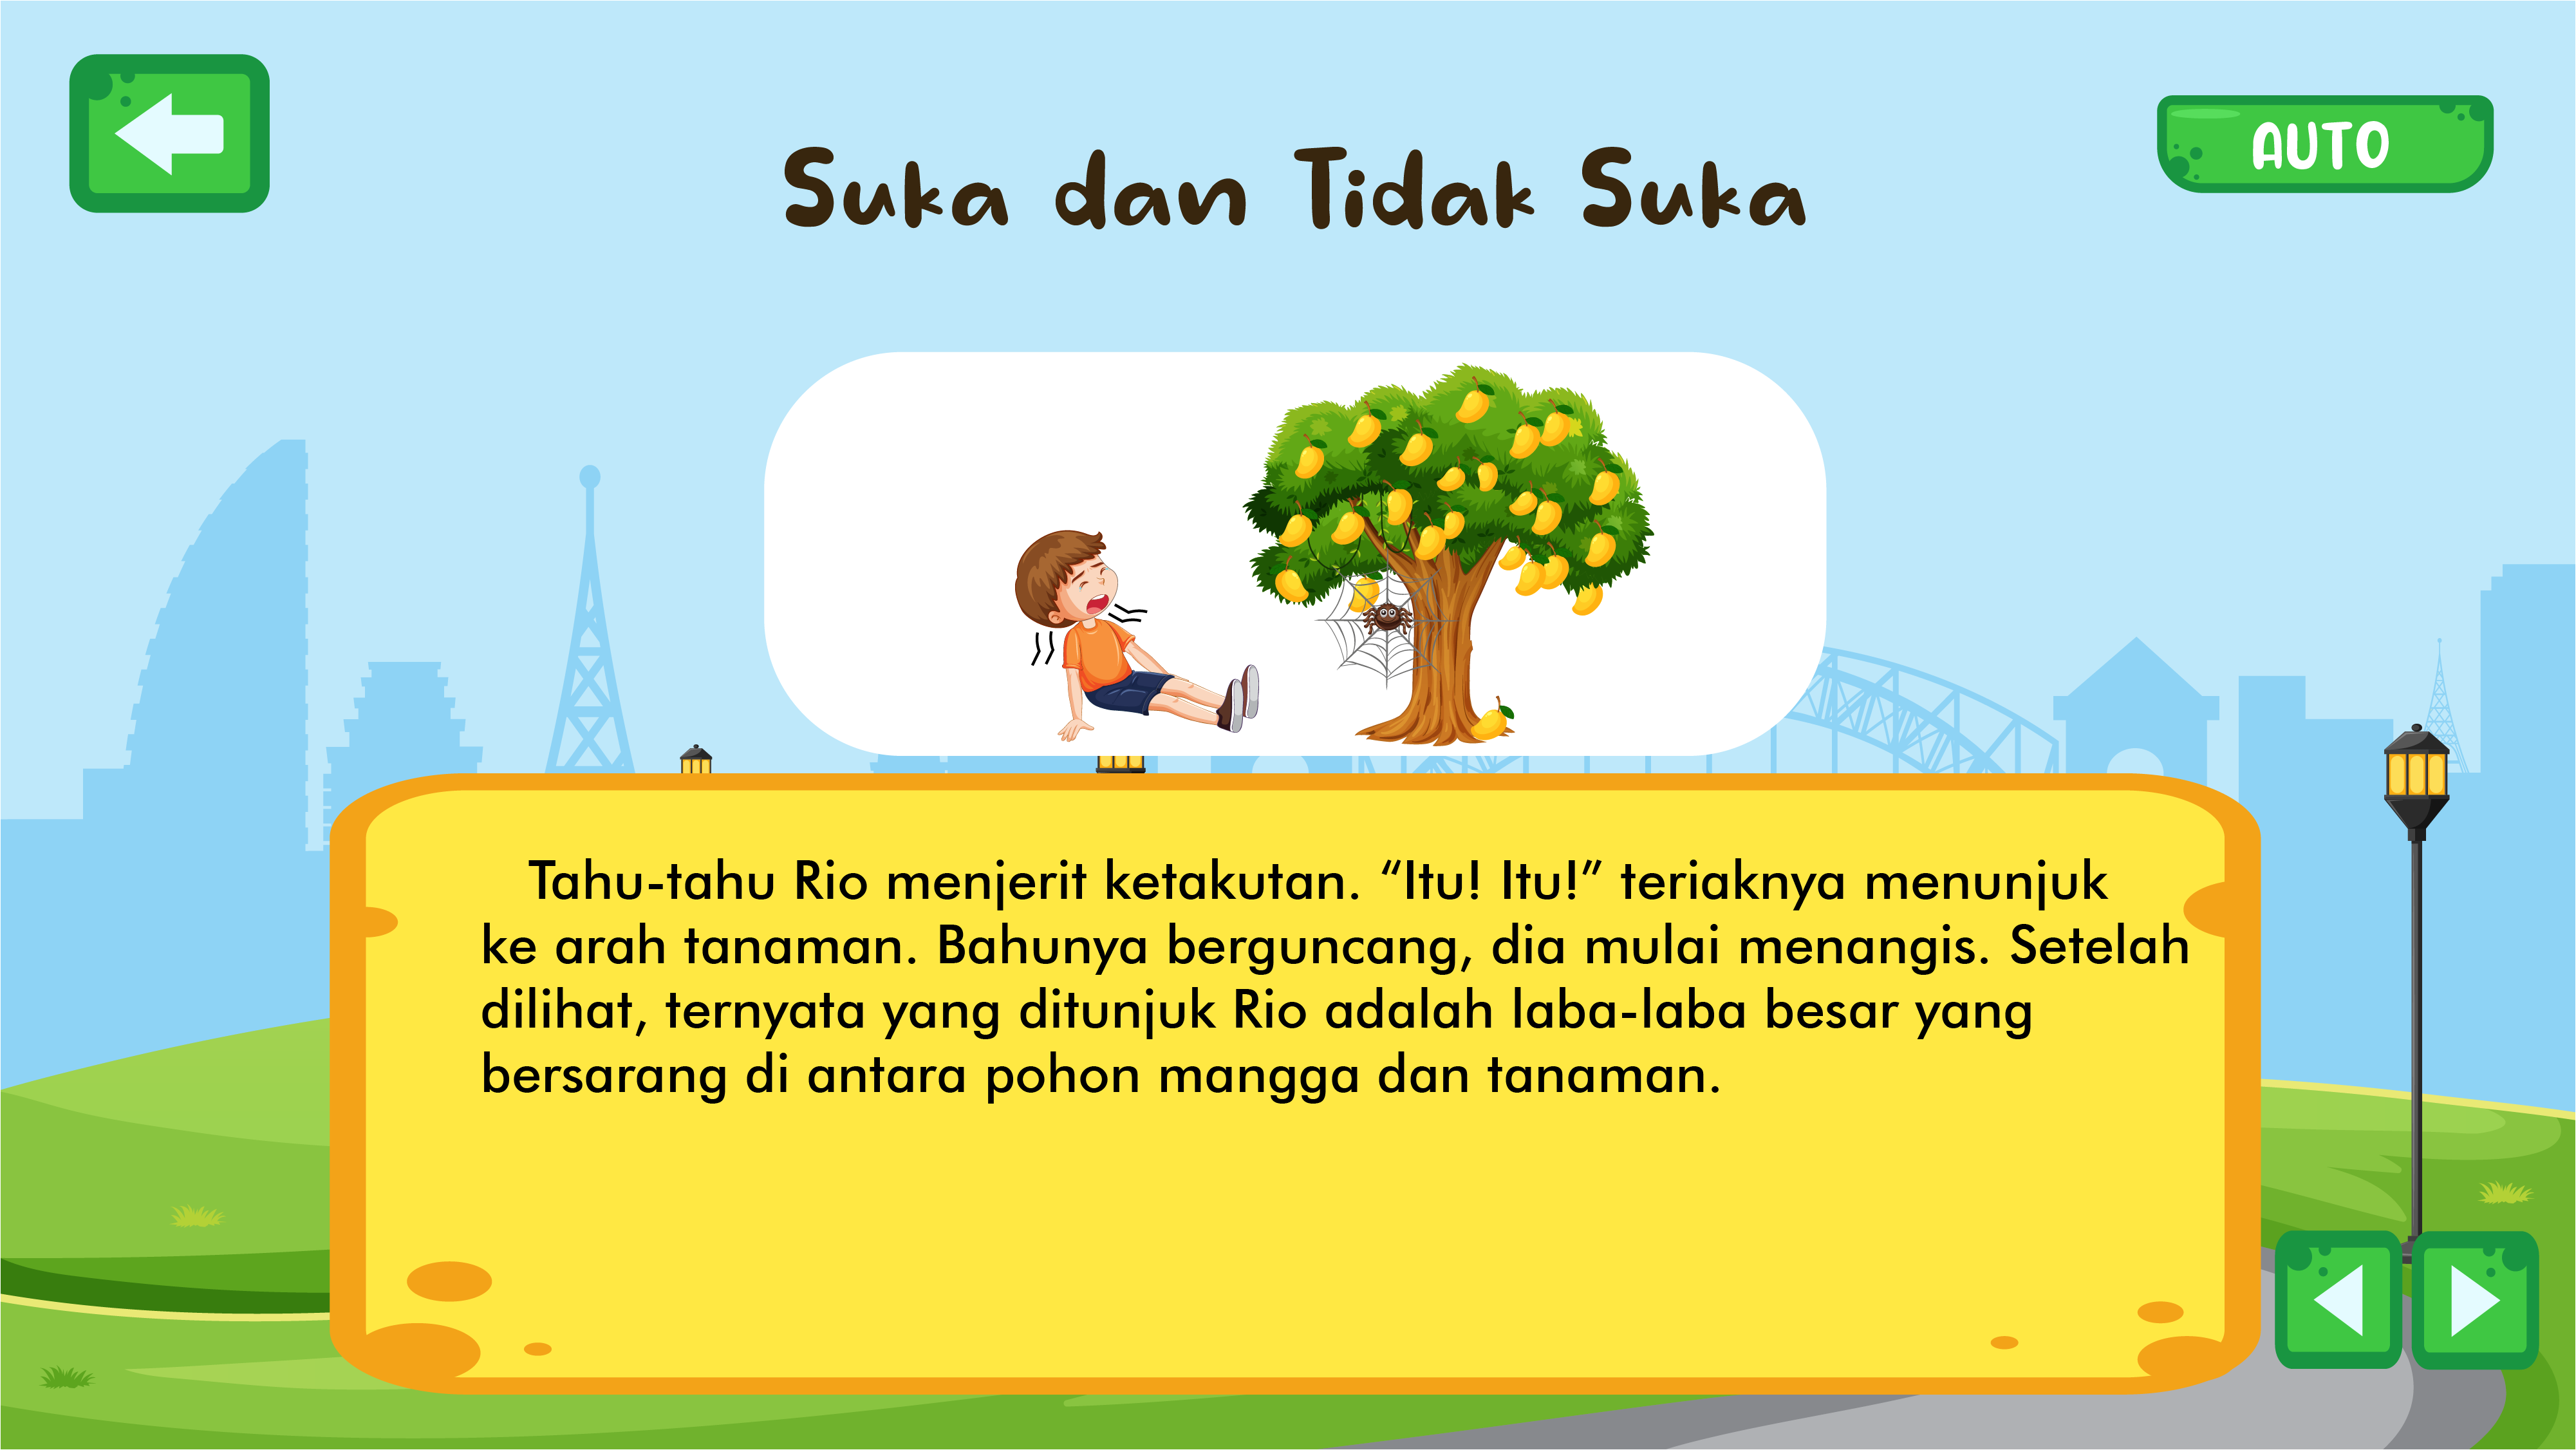 AUTO
Suka dan Tidak Suka
Tahu-tahu Rio menjerit ketakutan. “Itu! Itu!” teriaknya menunjuk
ke arah tanaman. Bahunya berguncang, dia mulai menangis. Setelah
dilihat, ternyata yang ditunjuk Rio adalah laba-laba besar yang
bersarang di antara pohon mangga dan tanaman.